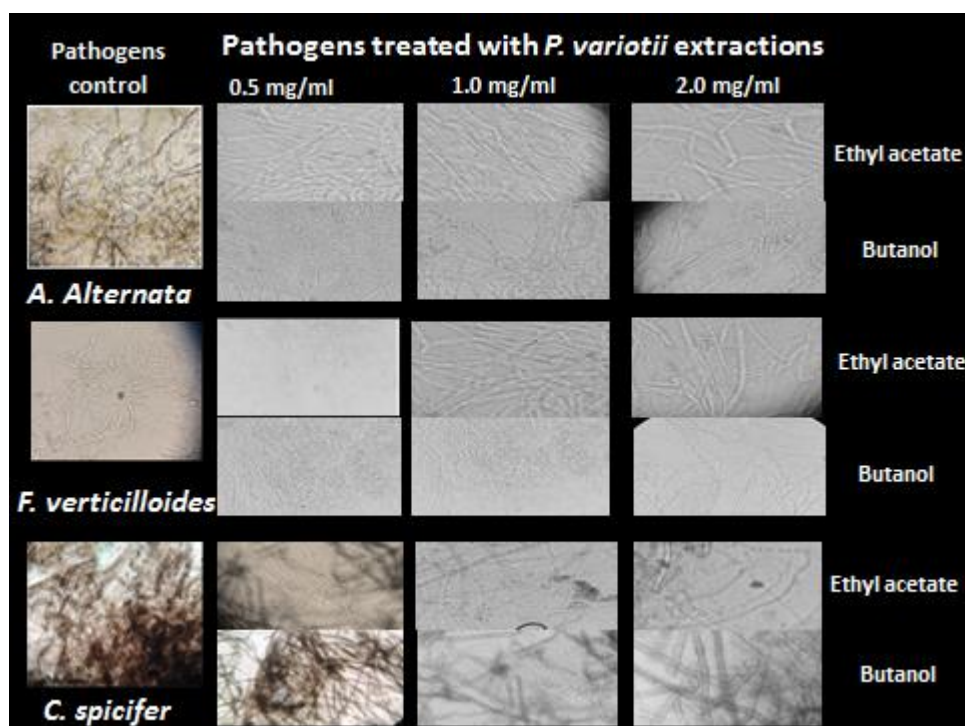 Pathogens control
Pathogens treated with P. variotii extractions
0.5 mg/ml
1.0 mg/ml
2.0 mg/ml
Ethyl acetate
Butanol
A. Alternata
Ethyl acetate
Butanol
F. verticilloides
Ethyl acetate
Butanol
C. spicifer